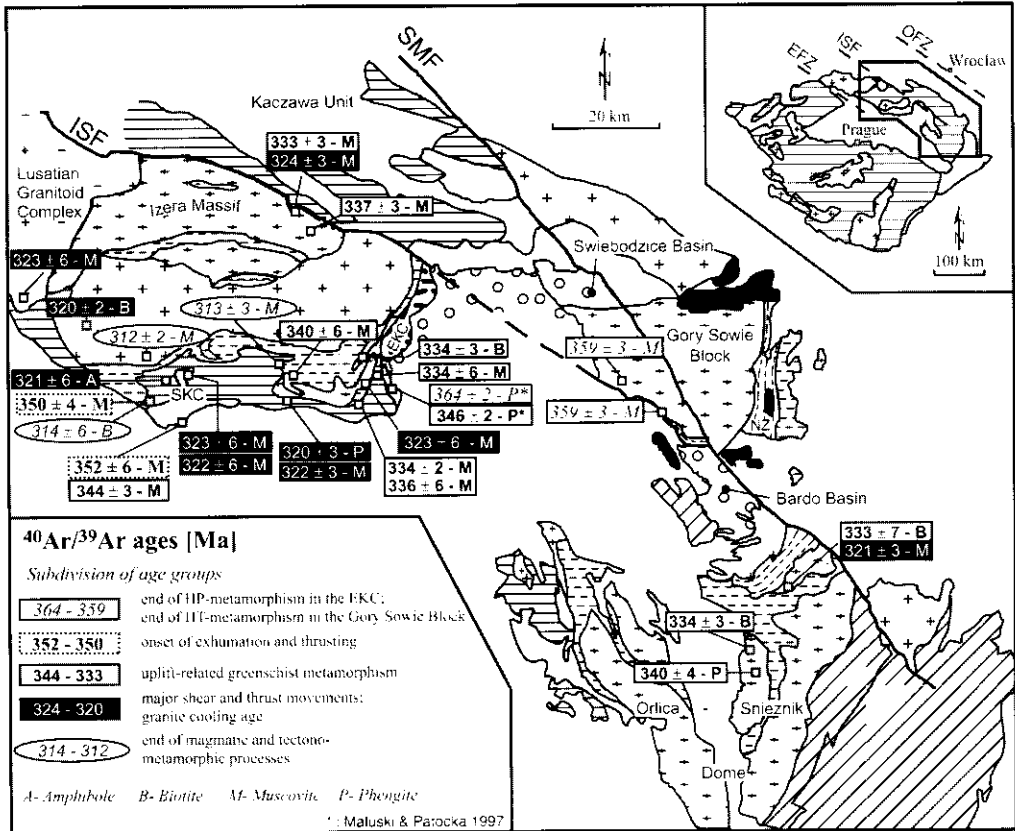 SMF
N
20 km
EFZ
ISF
OFZ
Wrocław
Prague
N
100 km
Kaczawa Unit
ISF
333 ± 3 - M
324 ± 3 - M
Lusatian
Granitoid
Complex
Izera Massif
337 ± 3 - M
Swiebodzice Basin
323 ± 6 - M
320 ± 2 - B
313 ± 3 - M
312 ± 2 - M
340 ± 6 - M
EKC
334 ± 3 - B
334 ± 6 - M
359 ± 3 - M
Gory Sowie
Block
321 ± 6 - A
350 ± 4 - M
SKC
364 ± 2 - P*
346 ± 2 - P*
359 ± 3 - M
NZ
314 ± 6 - B
323 ± 6 - M
322 ± 6 - M
320 ± 3 - P
322 ± 3 - M
323 ± 6 - M
352 ± 6 - M
344 ± 3 - M
334 ± 2 - M
336 ± 6 - M
Bardo Basin
333 ± 7 - B
321 ± 3 - M
334 ± 3 - B
340 ± 4 - P
Orlica
Snieznik
Dome
40Ar/39Ar ages [Ma]
Subdivision of age groups
364 - 359 end of HP-metamorphism in the EKC;
end of HT-metamorphism in the Gory Sowie Block
352 - 350 onset of exhumation and thrusting
344 - 333 uplift-related greenschist metamorphism
324 - 320 major shear and thrust movements;
granite cooling age
314 - 312 end of magmatic and tectono-
metamorphic processes
A- Amphibole B- Biotite M- Muscovite P- Phengite
* : Maluski & Patocka 1997